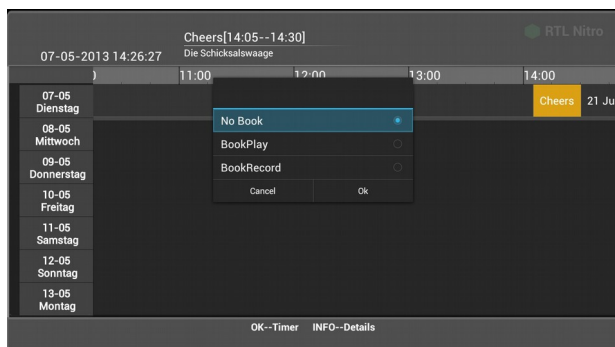 Cheers[14:05--14:30]
RTL Nitro
07-05-2013 14:26:27
Die Schicksalswaage
11:00 12:00 13:00 14:00
07-05
Dienstag
Cheers 21 Ju
08-05
Mittwoch
09-05
Donnerstag
10-05
Freitag
11-05
Samstag
12-05
Sonntag
13-05
Montag
No Book
BookPlay
BookRecord
Cancel Ok
OK--Timer INFO--Details